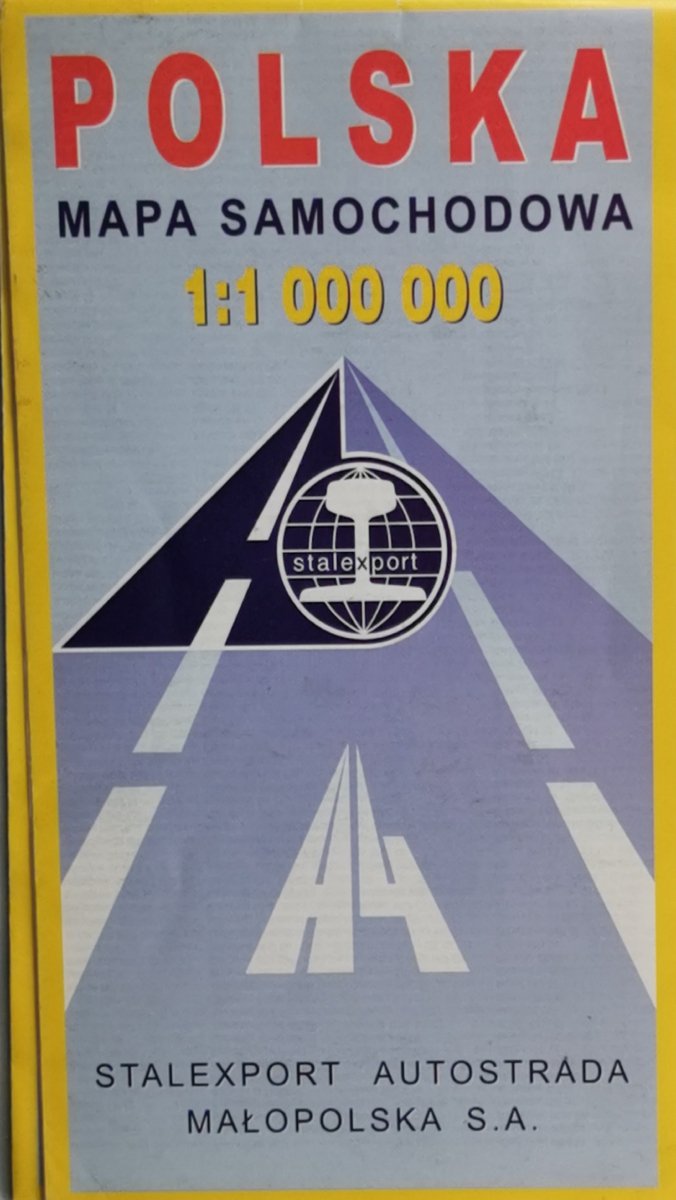 POLSKA
MAPA SAMOCHODOWA
1:1 000 000
stalexport
A4
STALEXPORT AUTOSTRADA
MAŁOPOLSKA S.A.